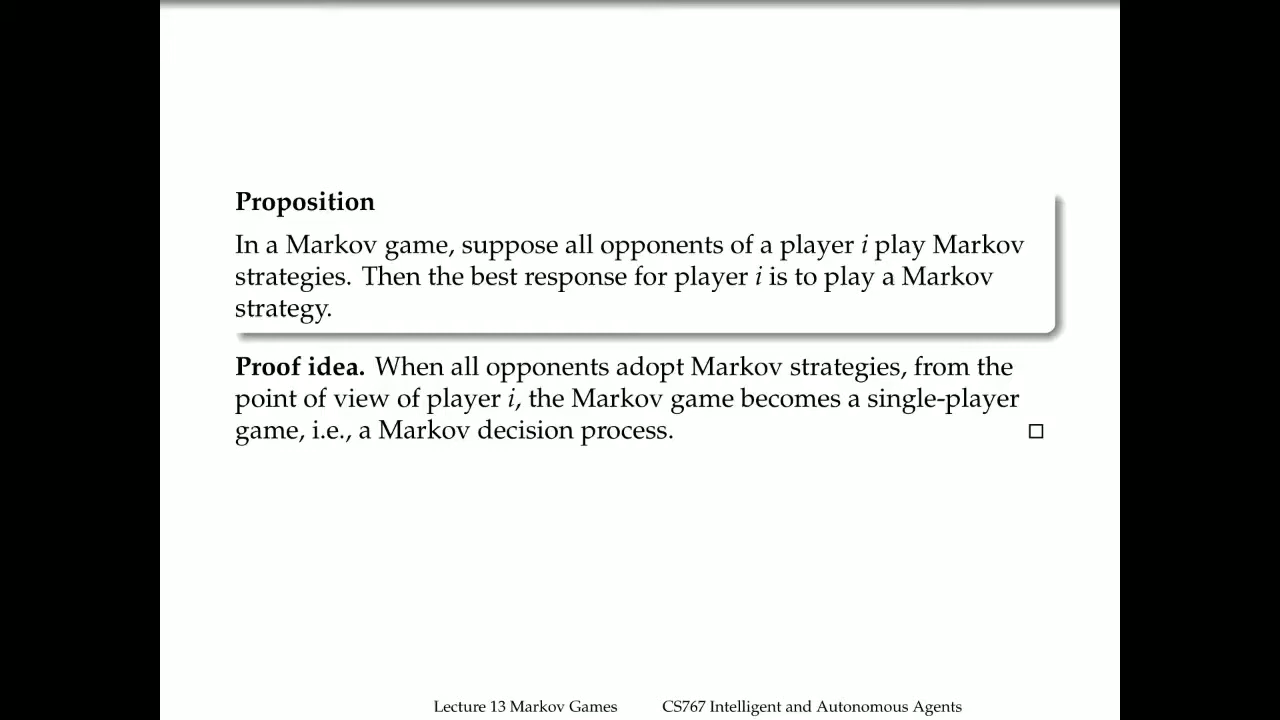 Proposition
In a Markov game, suppose all opponents of a player i play Markov
strategies. Then the best response for player i is to play a Markov
strategy.
Proof idea. When all opponents adopt Markov strategies, from the
point of view of player i, the Markov game becomes a single-player
game, i.e., a Markov decision process. □
Lecture 13 Markov Games CS767 Intelligent and Autonomous Agents